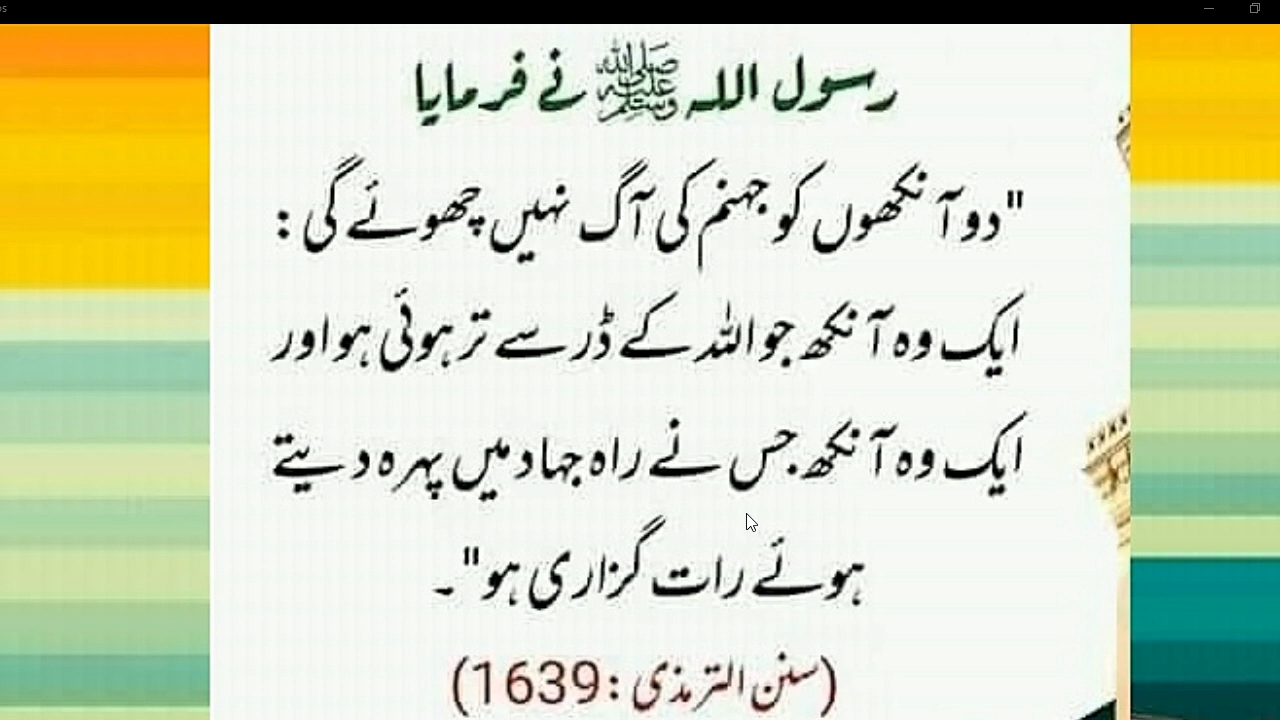 رسول اللہ ﷺ نے فرمایا
"دو آنکھوں کو جہنم کی آگ نہیں چھوئے گی :
ایک وہ آنکھ جو اللہ کے ڈر سے تر ہوئی ہو اور
ایک وہ آنکھ جس نے راہ جہاد میں پہرہ دیتے
ہوئے رات گزاری ہو"۔
(سنن الترمذی : 1639)